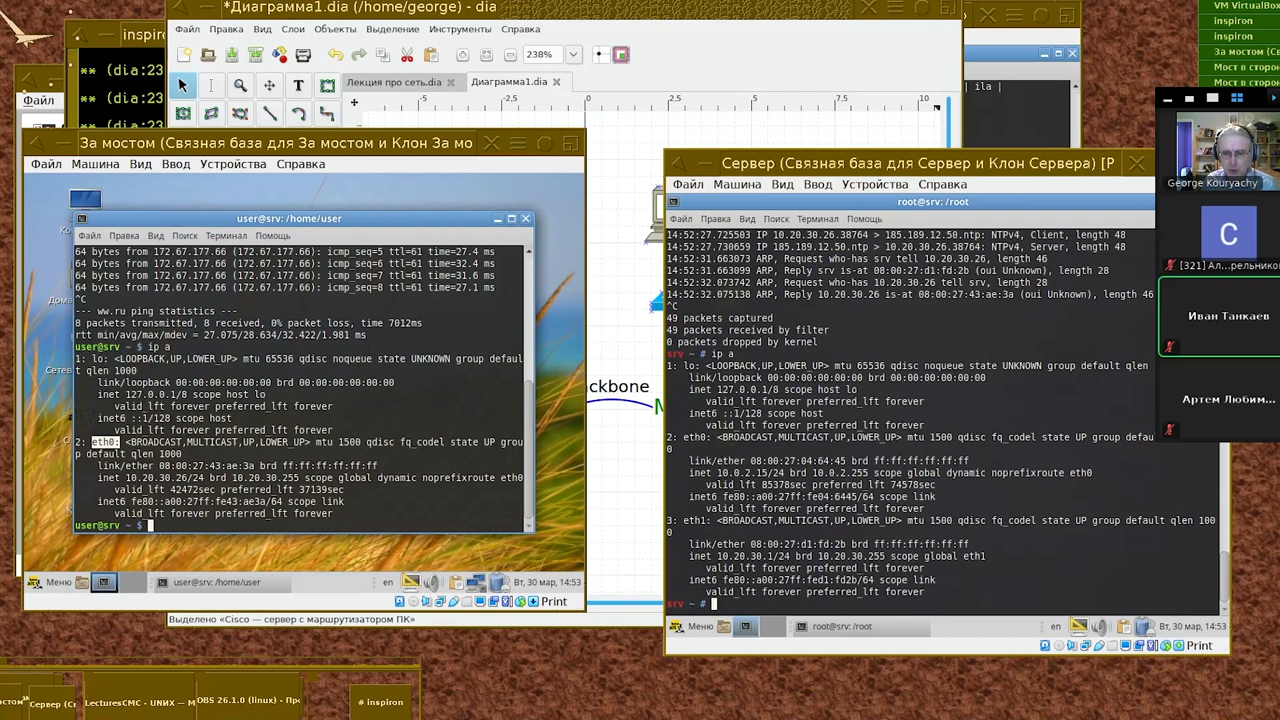 *Диаграмма1.dia (/home/george) - dia
Файл Правка Вид Слои Объекты Выделение Инструменты Справка
238%
Лекция про сеть.dia
Диаграмма1.dia
-5 -2.5 0 2.5 5 7.5 10
inspiro
** (dia:23
** (dia:23
** (dia:23
Файл
| ila |
ckbone
M
Выделено «Cisco — сервер с маршрутизатором ПК»
За мостом (Связная база для За мостом и Клон За мо
Файл Машина Вид Ввод Устройства Справка
user@srv: /home/user
Файл Правка Вид Поиск Терминал Помощь
64 bytes from 172.67.177.66 (172.67.177.66): icmp_seq=5 ttl=61 time=27.4 ms
64 bytes from 172.67.177.66 (172.67.177.66): icmp_seq=6 ttl=61 time=32.4 ms
64 bytes from 172.67.177.66 (172.67.177.66): icmp_seq=7 ttl=61 time=31.6 ms
64 bytes from 172.67.177.66 (172.67.177.66): icmp_seq=8 ttl=61 time=27.1 ms
^C
--- ww.ru ping statistics ---
8 packets transmitted, 8 received, 0% packet loss, time 7012ms
rtt min/avg/max/mdev = 27.075/28.634/32.422/1.981 ms
user@srv ~ $ ip a
1: lo: <LOOPBACK,UP,LOWER_UP> mtu 65536 qdisc noqueue state UNKNOWN group defaul
t qlen 1000
link/loopback 00:00:00:00:00:00 brd 00:00:00:00:00:00
inet 127.0.0.1/8 scope host lo
valid_lft forever preferred_lft forever
inet6 ::1/128 scope host
valid_lft forever preferred_lft forever
2: eth0: <BROADCAST,MULTICAST,UP,LOWER_UP> mtu 1500 qdisc fq_codel state UP grou
p default qlen 1000
link/ether 08:00:27:43:ae:3a brd ff:ff:ff:ff:ff:ff
inet 10.20.30.26/24 brd 10.20.30.255 scope global dynamic noprefixroute eth0
valid_lft 42472sec preferred_lft 37139sec
inet6 fe80::a00:27ff:fe43:ae3a/64 scope link
valid_lft forever preferred_lft forever
user@srv ~ $
Меню
user@srv: /home/user
en
Вт, 30 мар, 14:53
Print
Сервер (Связная база для Сервер и Клон Сервера) [Р
Файл Машина Вид Ввод Устройства Справка
root@srv: /root
Файл Правка Вид Поиск Терминал Помощь
14:52:27.725503 IP 10.20.30.26.38764 > 185.189.12.50.ntp: NTPv4, Client, length 48
14:52:27.730659 IP 185.189.12.50.ntp > 10.20.30.26.38764: NTPv4, Server, length 48
14:52:31.663073 ARP, Request who-has srv tell 10.20.30.26, length 46
14:52:31.663099 ARP, Reply srv is-at 08:00:27:d1:fd:2b (oui Unknown), length 28
14:52:32.073742 ARP, Request who-has 10.20.30.26 tell srv, length 28
14:52:32.075138 ARP, Reply 10.20.30.26 is-at 08:00:27:43:ae:3a (oui Unknown), length 46
^C
49 packets captured
49 packets received by filter
0 packets dropped by kernel
srv ~ # ip a
1: lo: <LOOPBACK,UP,LOWER_UP> mtu 65536 qdisc noqueue state UNKNOWN group default qlen
link/loopback 00:00:00:00:00:00 brd 00:00:00:00:00:00
inet 127.0.0.1/8 scope host lo
valid_lft forever preferred_lft forever
inet6 ::1/128 scope host
valid_lft forever preferred_lft forever
2: eth0: <BROADCAST,MULTICAST,UP,LOWER_UP> mtu 1500 qdisc fq_codel state UP group defau
0
link/ether 08:00:27:04:64:45 brd ff:ff:ff:ff:ff:ff
inet 10.0.2.15/24 brd 10.0.2.255 scope global dynamic noprefixroute eth0
valid_lft 85378sec preferred_lft 74578sec
inet6 fe80::a00:27ff:fe04:6445/64 scope link
valid_lft forever preferred_lft forever
3: eth1: <BROADCAST,MULTICAST,UP,LOWER_UP> mtu 1500 qdisc fq_codel state UP group default qlen 100
0
link/ether 08:00:27:d1:fd:2b brd ff:ff:ff:ff:ff:ff
inet 10.20.30.1/24 brd 10.20.30.255 scope global eth1
valid_lft forever preferred_lft forever
inet6 fe80::a00:27ff:fed1:fd2b/64 scope link
valid_lft forever preferred_lft forever
srv ~ #
Меню
root@srv: /root
en
Вт, 30 мар, 14:53
Print
VM VirtualBox
inspiron
inspiron
За мостом (С
Мост в сторон
Мост в сторон
George Kouryachy
C
[321] Ал...рельников
Иван Танкаев
Артем Любим...
остом
Сервер (Св
LecturesCMC - UNИX — М
OBS 26.1.0 (linux) - Про
# inspiron